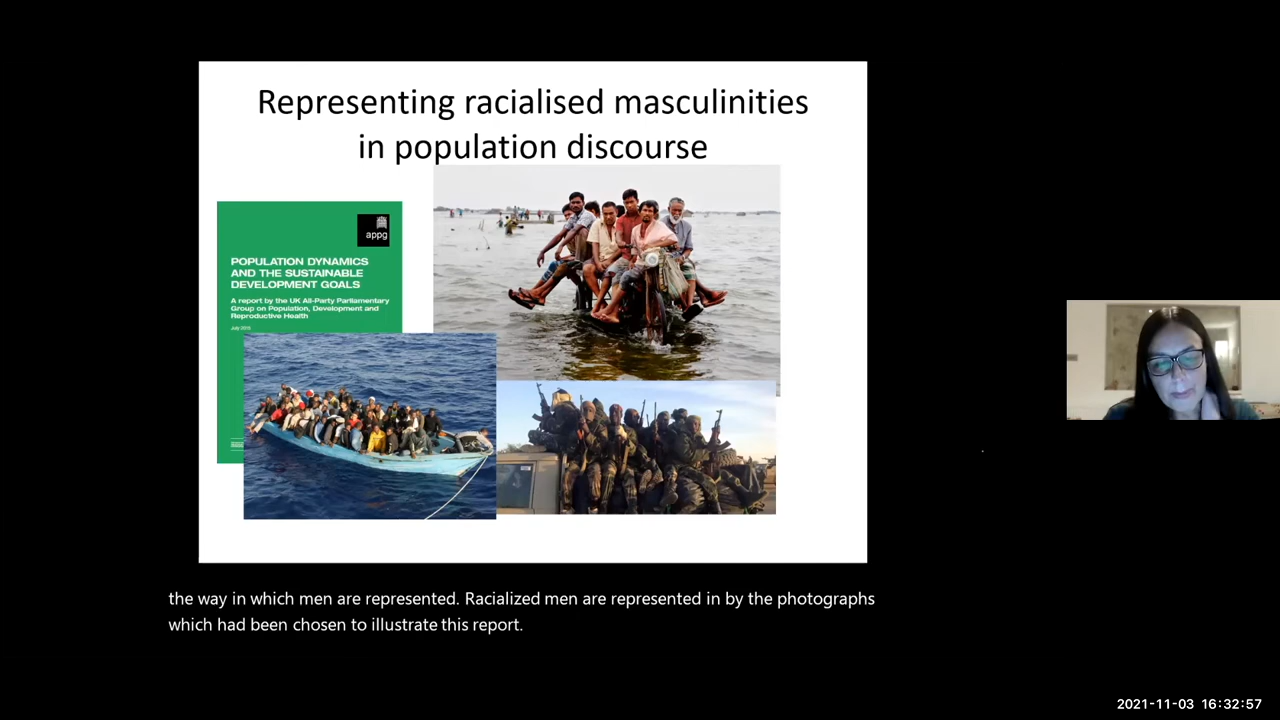 Representing racialised masculinities
in population discourse
appg
POPULATION DYNAMICS
AND THE SUSTAINABLE
DEVELOPMENT GOALS
A report by the UK All-Party Parliamentary
Group on Population, Development and
Reproductive Health
July 2015
the way in which men are represented. Racialized men are represented in by the photographs
which had been chosen to illustrate this report.
2021-11-03 16:32:57